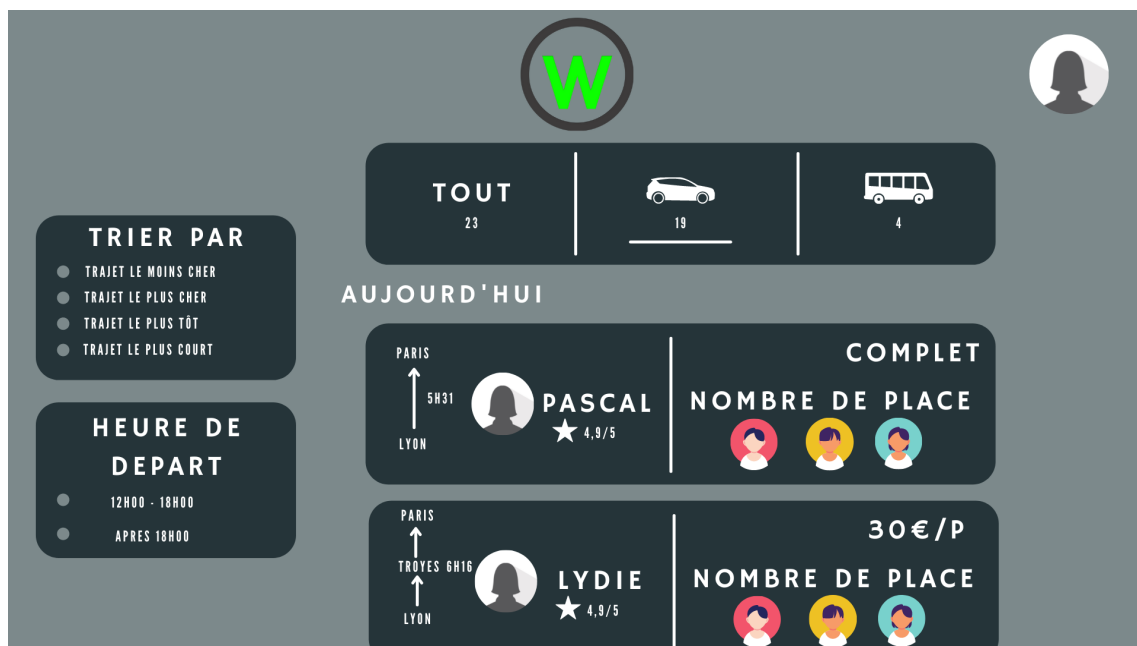 W
TOUT
23
19
4
TRIER PAR
TRAJET LE MOINS CHER
TRAJET LE PLUS CHER
TRAJET LE PLUS TÔT
TRAJET LE PLUS COURT
HEURE DE
DEPART
12H00 - 18H00
APRES 18H00
AUJOURD'HUI
PARIS
5H31
LYON
PASCAL
4,9/5
COMPLET
NOMBRE DE PLACE
PARIS
TROYES 6H16
LYON
LYDIE
4,9/5
30€/P
NOMBRE DE PLACE